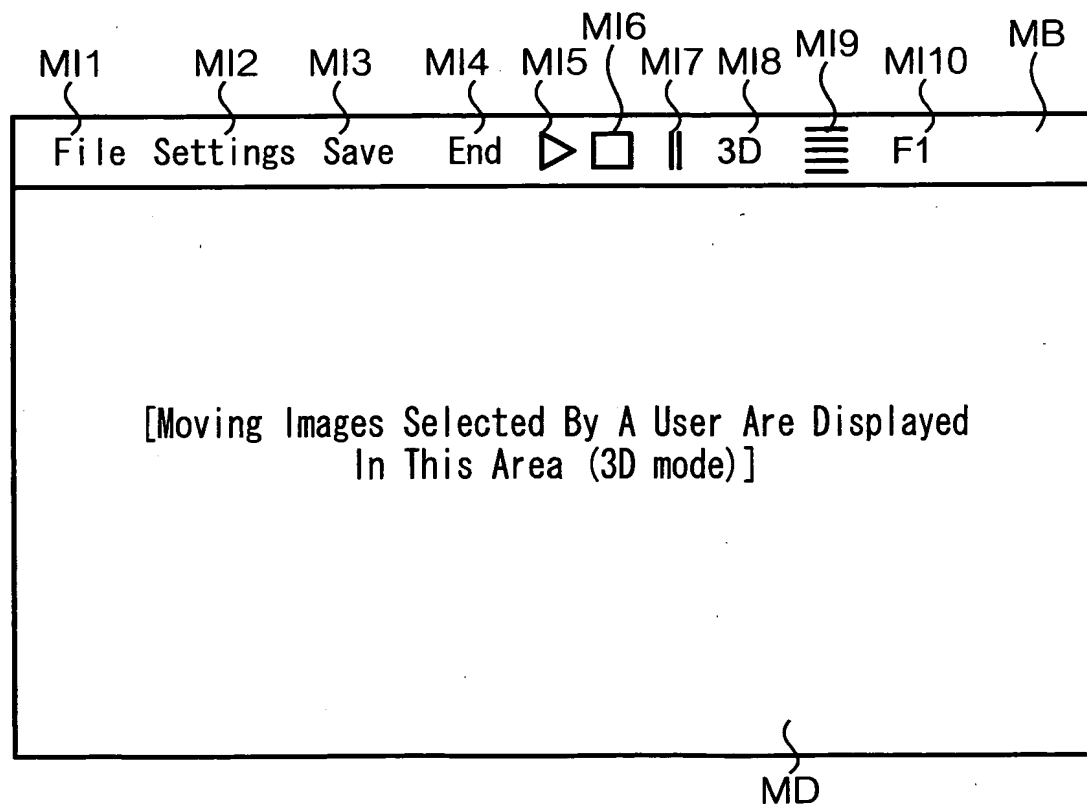 MI1 MI2 MI3 MI4 MI5 MI6 MI7 MI8 MI9 MI10 MB
File Settings Save End 3D F1
[Moving Images Selected By A User Are Displayed
In This Area (3D mode)]
MD